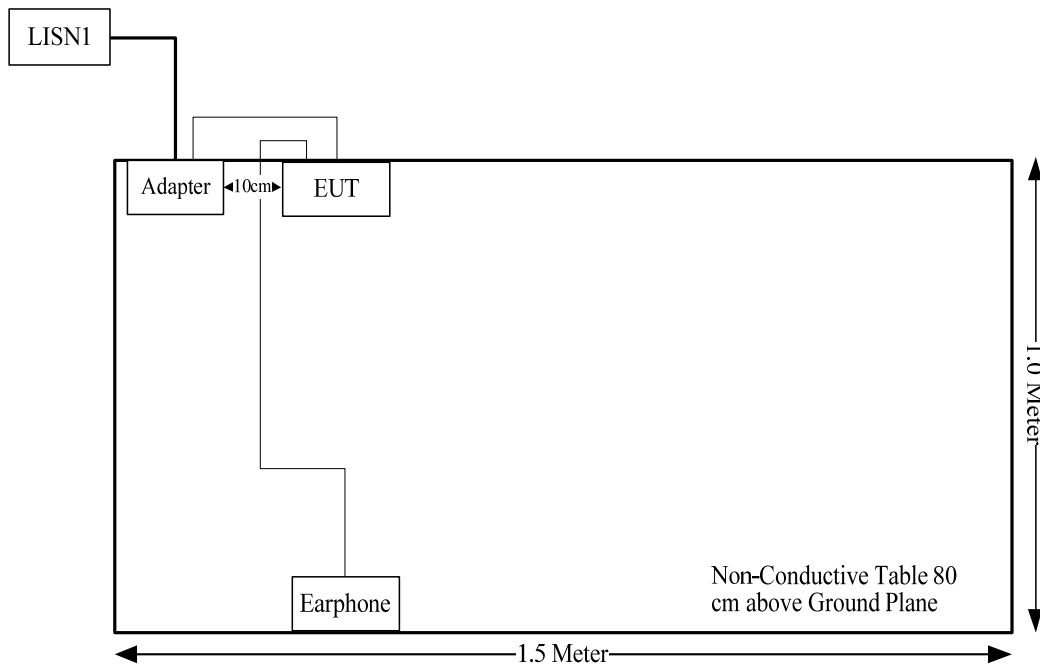 LISN1
Adapter
10cm
EUT
1.0 Meter
Non-Conductive Table 80
cm above Ground Plane
Earphone
1.5 Meter